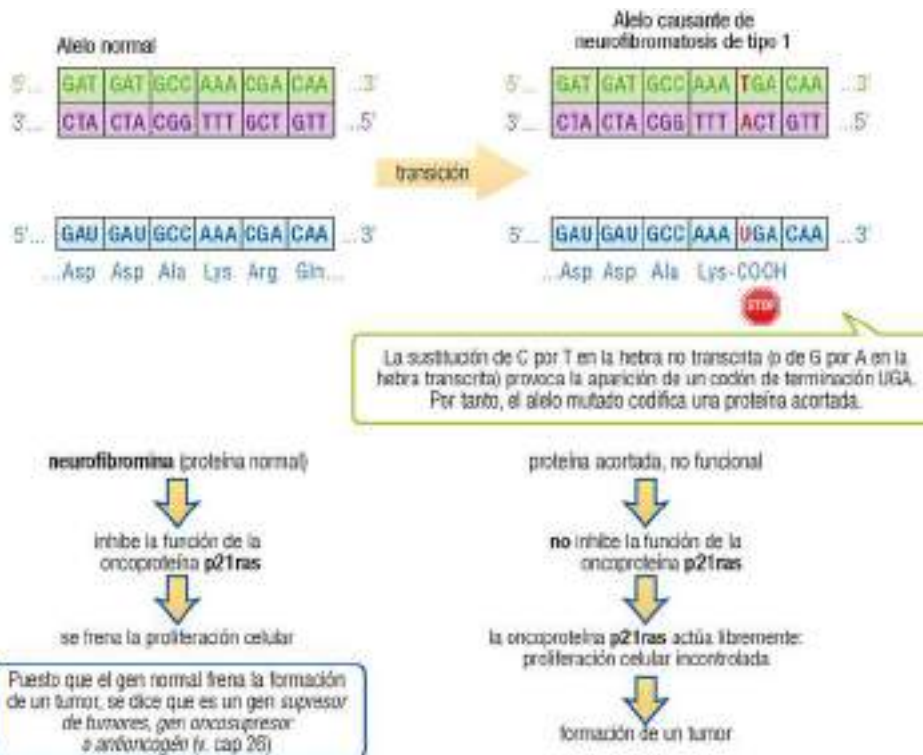 Alelo normal
5'... GAT GAT GCC AAA CGA CAA ...3'
3'... CTA CTA CGG TTT GCT GTT ...5'
transición
Alelo causante de
neurofibromatosis de tipo 1
5'... GAT GAT GCC AAA TGA CAA ...3'
3'... CTA CTA CGG TTT ACT GTT ...5'
5'... GAU GAU GCC AAA CGA CAA ...3'
...Asp Asp Ala Lys Arg Gln...
5'... GAU GAU GCC AAA UGA CAA ...3'
...Asp Asp Ala Lys-COOH
STOP
La sustitución de C por T en la hebra no transcrita (o de G por A en la
hebra transcrita) provoca la aparición de un codón de terminación UGA.
Por tanto, el alelo mutado codifica una proteína acortada.
neurofibromina (proteína normal)
inhibe la función de la
oncoproteína p21ras
se frena la proliferación celular
Puesto que el gen normal frena la formación
de un tumor, se dice que es un gen supresor
de tumores, gen oncosupresor
o antioncogén (v. cap 26)
proteína acortada, no funcional
no inhibe la función de la
oncoproteína p21ras
la oncoproteína p21ras actúa libremente:
proliferación celular incontrolada
formación de un tumor